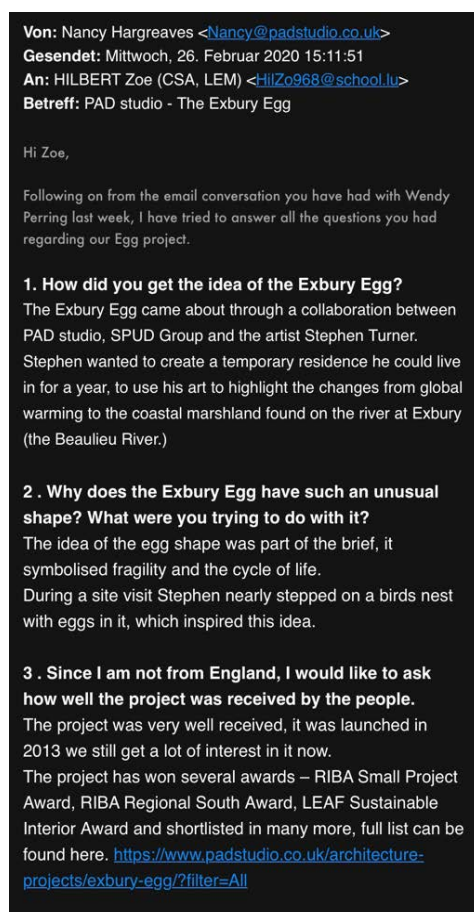 Von: Nancy Hargreaves <Nancy@padstudio.co.uk>
Gesendet: Mittwoch, 26. Februar 2020 15:11:51
An: HILBERT Zoe (CSA, LEM) <HilZo968@school.lu>
Betreff: PAD studio - The Exbury Egg
Hi Zoe,
Following on from the email conversation you have had with Wendy
Perring last week, I have tried to answer all the questions you had
regarding our Egg project.
1. How did you get the idea of the Exbury Egg?
The Exbury Egg came about through a collaboration between
PAD studio, SPUD Group and the artist Stephen Turner.
Stephen wanted to create a temporary residence he could live
in for a year, to use his art to highlight the changes from global
warming to the coastal marshland found on the river at Exbury
(the Beaulieu River.)
2 . Why does the Exbury Egg have such an unusual
shape? What were you trying to do with it?
The idea of the egg shape was part of the brief, it
symbolised fragility and the cycle of life.
During a site visit Stephen nearly stepped on a birds nest
with eggs in it, which inspired this idea.
3 . Since I am not from England, I would like to ask
how well the project was received by the people.
The project was very well received, it was launched in
2013 we still get a lot of interest in it now.
The project has won several awards – RIBA Small Project
Award, RIBA Regional South Award, LEAF Sustainable
Interior Award and shortlisted in many more, full list can be
found here. https://www.padstudio.co.uk/architecture-
projects/exbury-egg/?filter=All